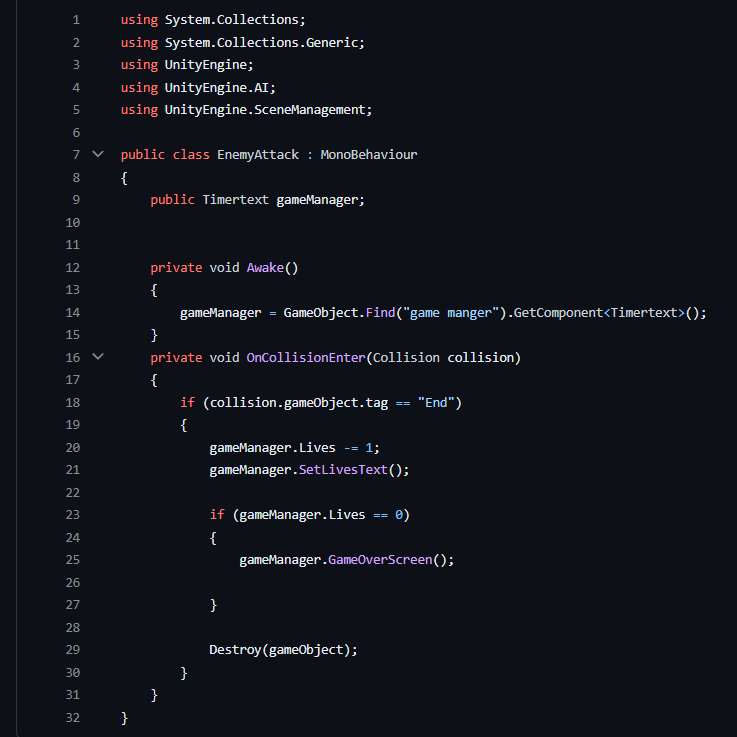 1 using System.Collections;
2 using System.Collections.Generic;
3 using UnityEngine;
4 using UnityEngine.AI;
5 using UnityEngine.SceneManagement;
6
7 public class EnemyAttack : MonoBehaviour
8 {
9 public Timertext gameManager;
10
11
12 private void Awake()
13 {
14 gameManager = GameObject.Find("game manger").GetComponent<Timertext>();
15 }
16 private void OnCollisionEnter(Collision collision)
17 {
18 if (collision.gameObject.tag == "End")
19 {
20 gameManager.Lives -= 1;
21 gameManager.SetLivesText();
22
23 if (gameManager.Lives == 0)
24 {
25 gameManager.GameOverScreen();
26
27 }
28
29 Destroy(gameObject);
30 }
31 }
32 }